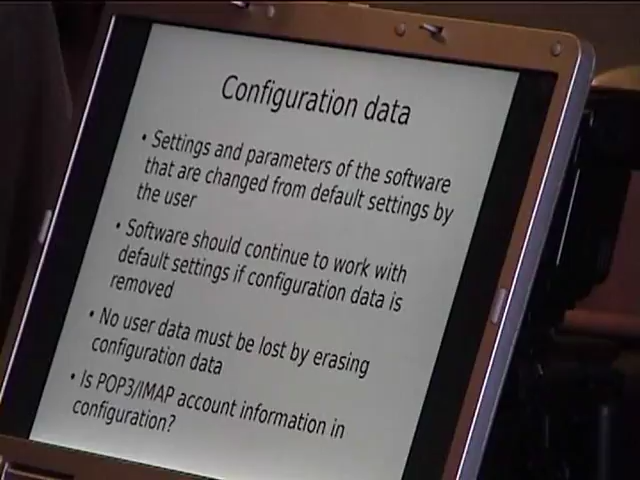 Configuration data
• Settings and parameters of the software
that are changed from default settings by
the user
• Software should continue to work with
default settings if configuration data is
removed
• No user data must be lost by erasing
configuration data
• Is POP3/IMAP account information in
configuration?